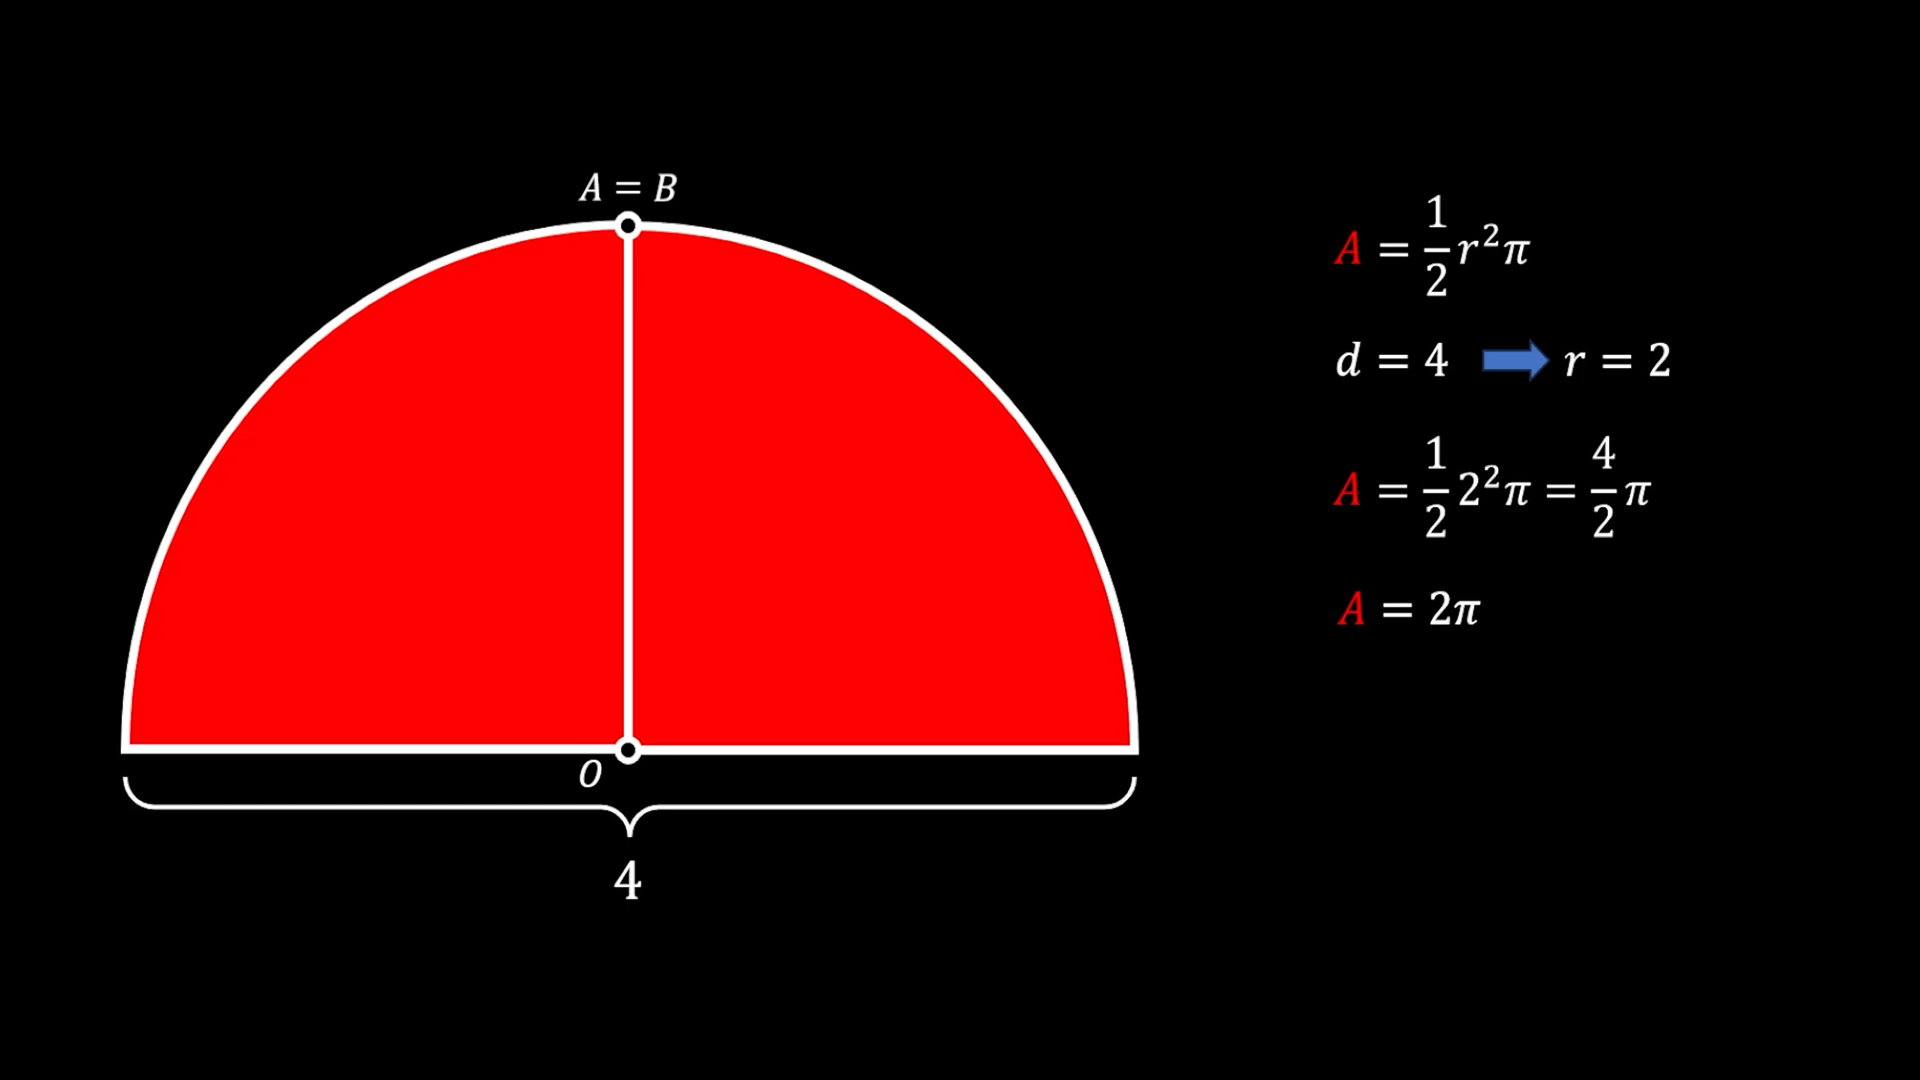 A = B
O
4
A = 1/2 r²π
d = 4 r = 2
A = 1/2 2²π = 4/2 π
A = 2π